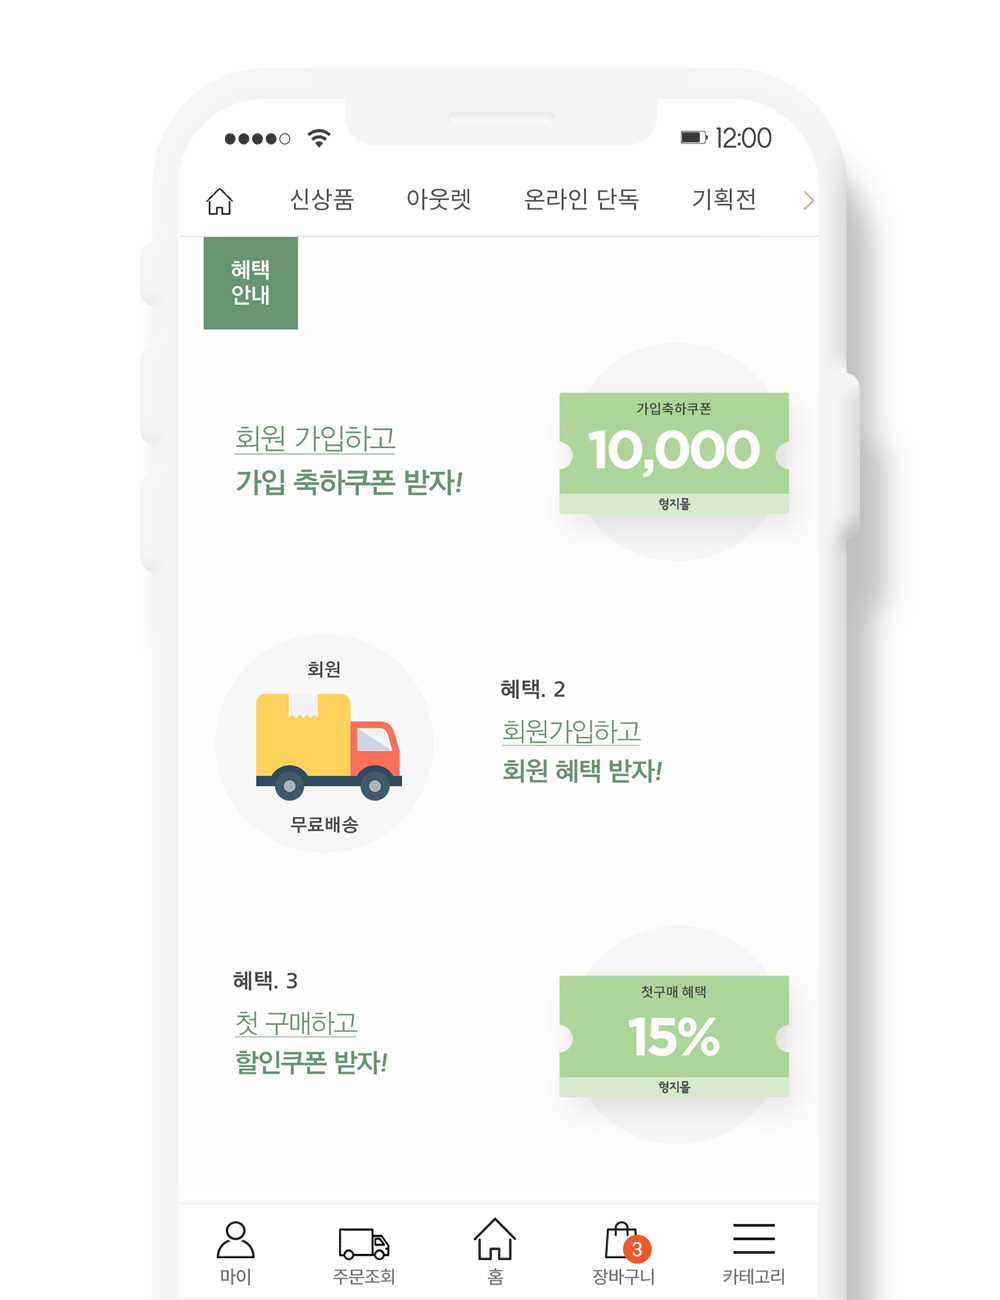 12:00
신상품 아웃렛 온라인 단독 기획전
혜택
안내
회원 가입하고
가입 축하쿠폰 받자!
가입축하쿠폰
10,000
형지몰
회원
무료배송
혜택. 2
회원가입하고
회원 혜택 받자!
혜택. 3
첫 구매하고
할인쿠폰 받자!
첫구매 혜택
15%
형지몰
3
마이 주문조회 홈 장바구니 카테고리